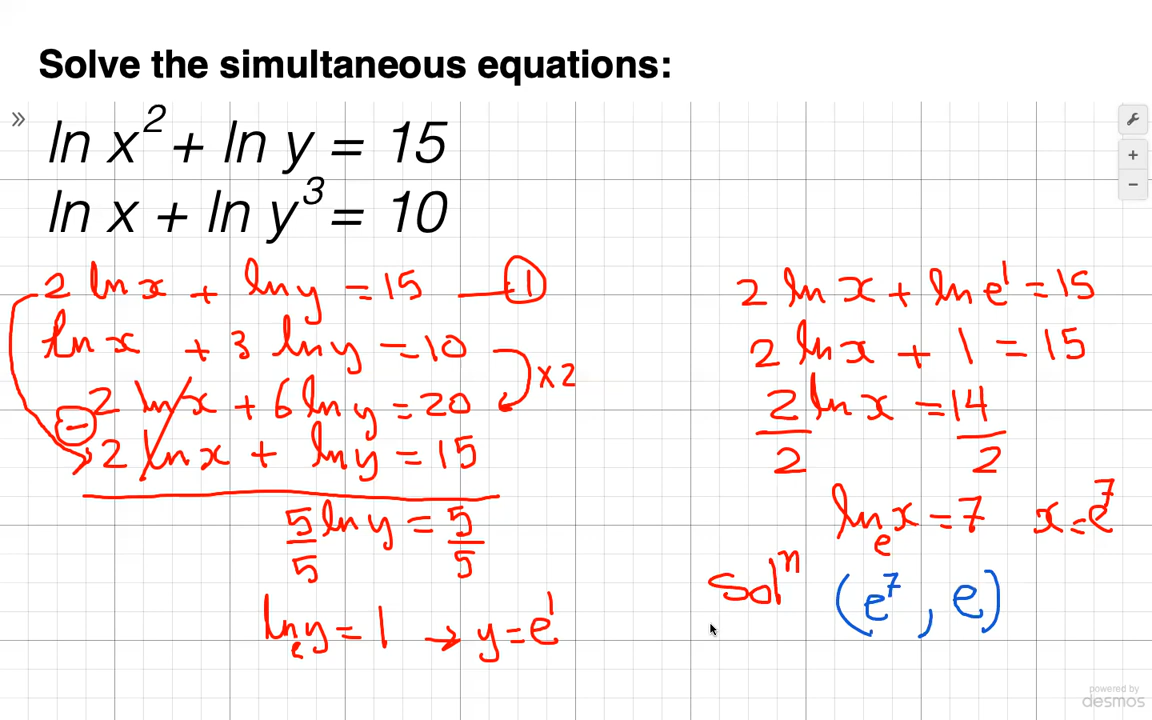 Solve the simultaneous equations:
»
ln x² + ln y = 15
ln x + ln y³ = 10
2 ln x + ln y = 15 — ①
ln x + 3 ln y = 10
×2
2 ln x + 6 ln y = 20
−
2 ln x + ln y = 15
5/5 ln y = 5/5
lnₑ y = 1 → y = e¹
2 ln x + ln e¹ = 15
2 ln x + 1 = 15
2/2 ln x = 14/2
lnₑ x = 7 x = e⁷
Solⁿ (e⁷, e)
+
−
powered by
desmos